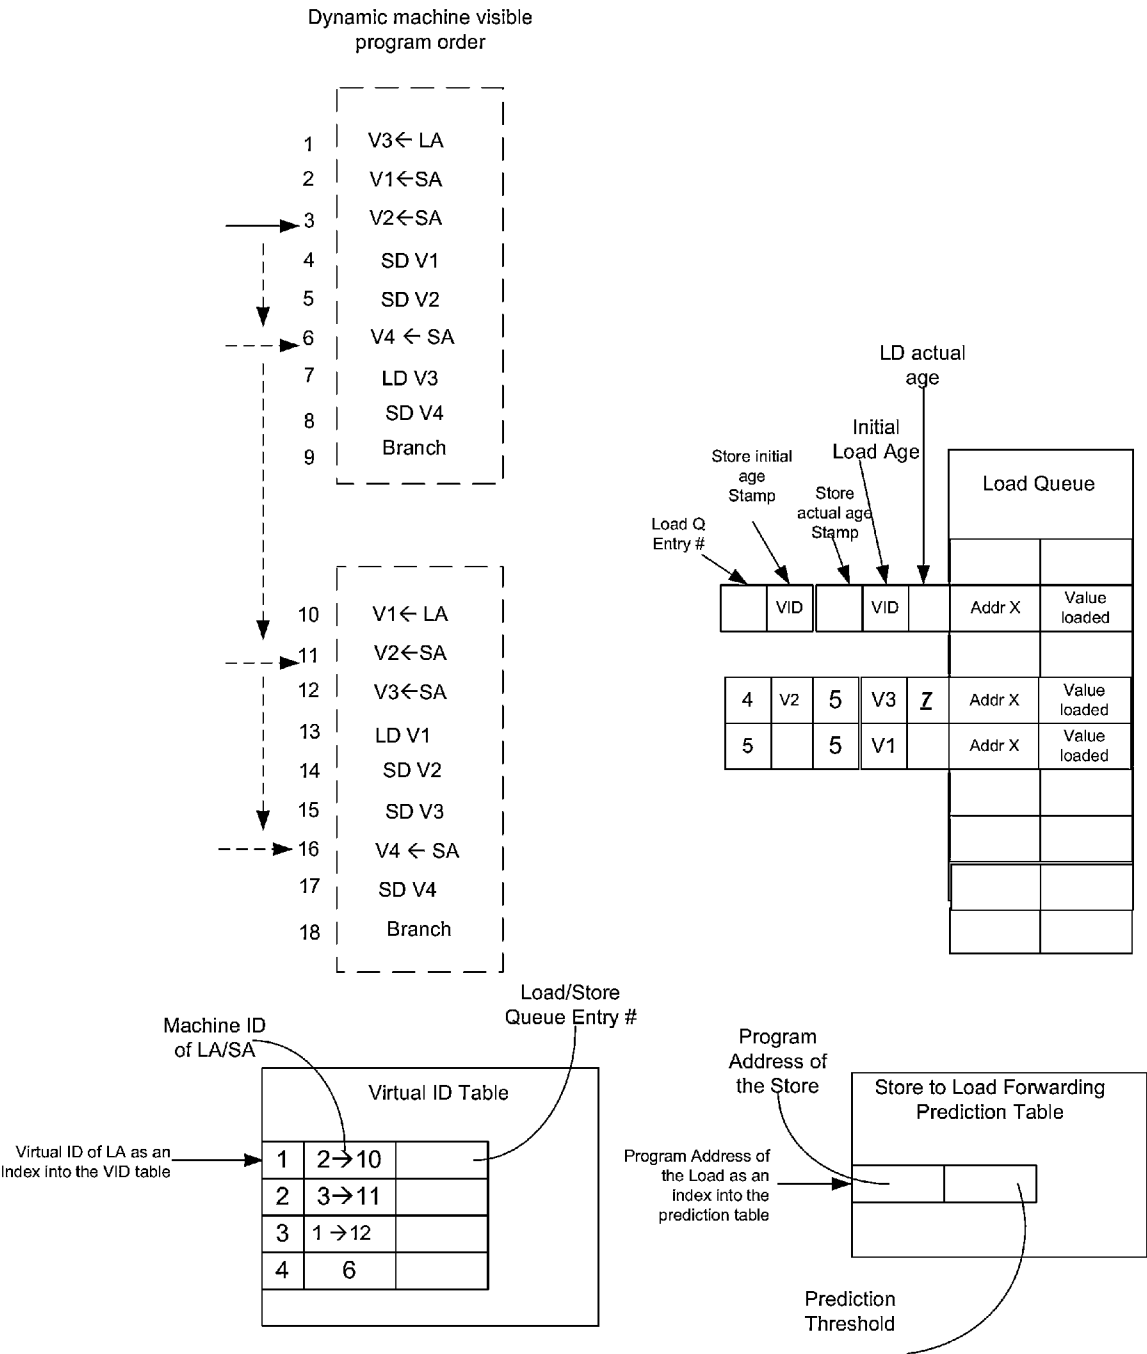 Dynamic machine visible
program order
1 V3← LA
2 V1←SA
3 V2←SA
4 SD V1
5 SD V2
6 V4 ← SA
7 LD V3
8 SD V4
9 Branch
10 V1← LA
11 V2←SA
12 V3←SA
13 LD V1
14 SD V2
15 SD V3
16 V4 ← SA
17 SD V4
18 Branch
LD actual
age
Initial
Load Age
Store initial
age
Stamp
Store
actual age
Stamp
Load Q
Entry #
Load Queue
VID VID Addr X Value
loaded
4 V2 5 V3 7 Addr X Value
loaded
5 5 V1 Addr X Value
loaded
Load/Store
Queue Entry #
Machine ID
of LA/SA
Virtual ID Table
Virtual ID of LA as an
Index into the VID table
1 2→10
2 3→11
3 1→12
4 6
Program
Address of
the Store
Store to Load Forwarding
Prediction Table
Program Address of
the Load as an
index into the
prediction table
Prediction
Threshold